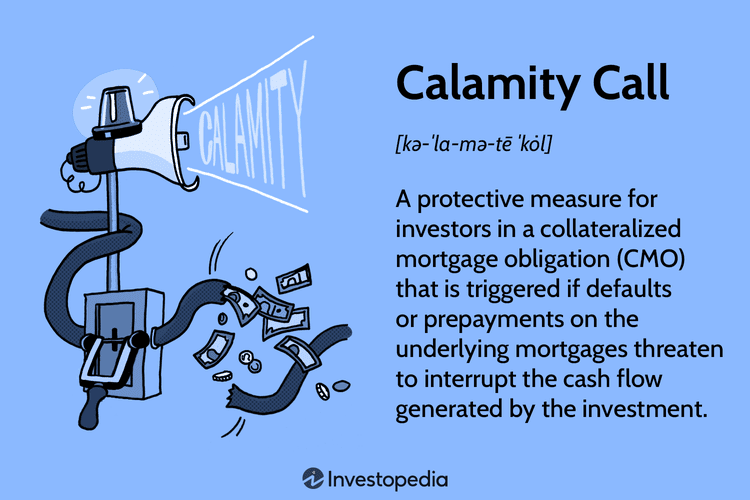 CALAMITY
Calamity Call
[kə-ˈla-mə-tē ˈkȯl]
A protective measure for
investors in a collateralized
mortgage obligation (CMO)
that is triggered if defaults
or prepayments on the
underlying mortgages threaten
to interrupt the cash flow
generated by the investment.
Investopedia